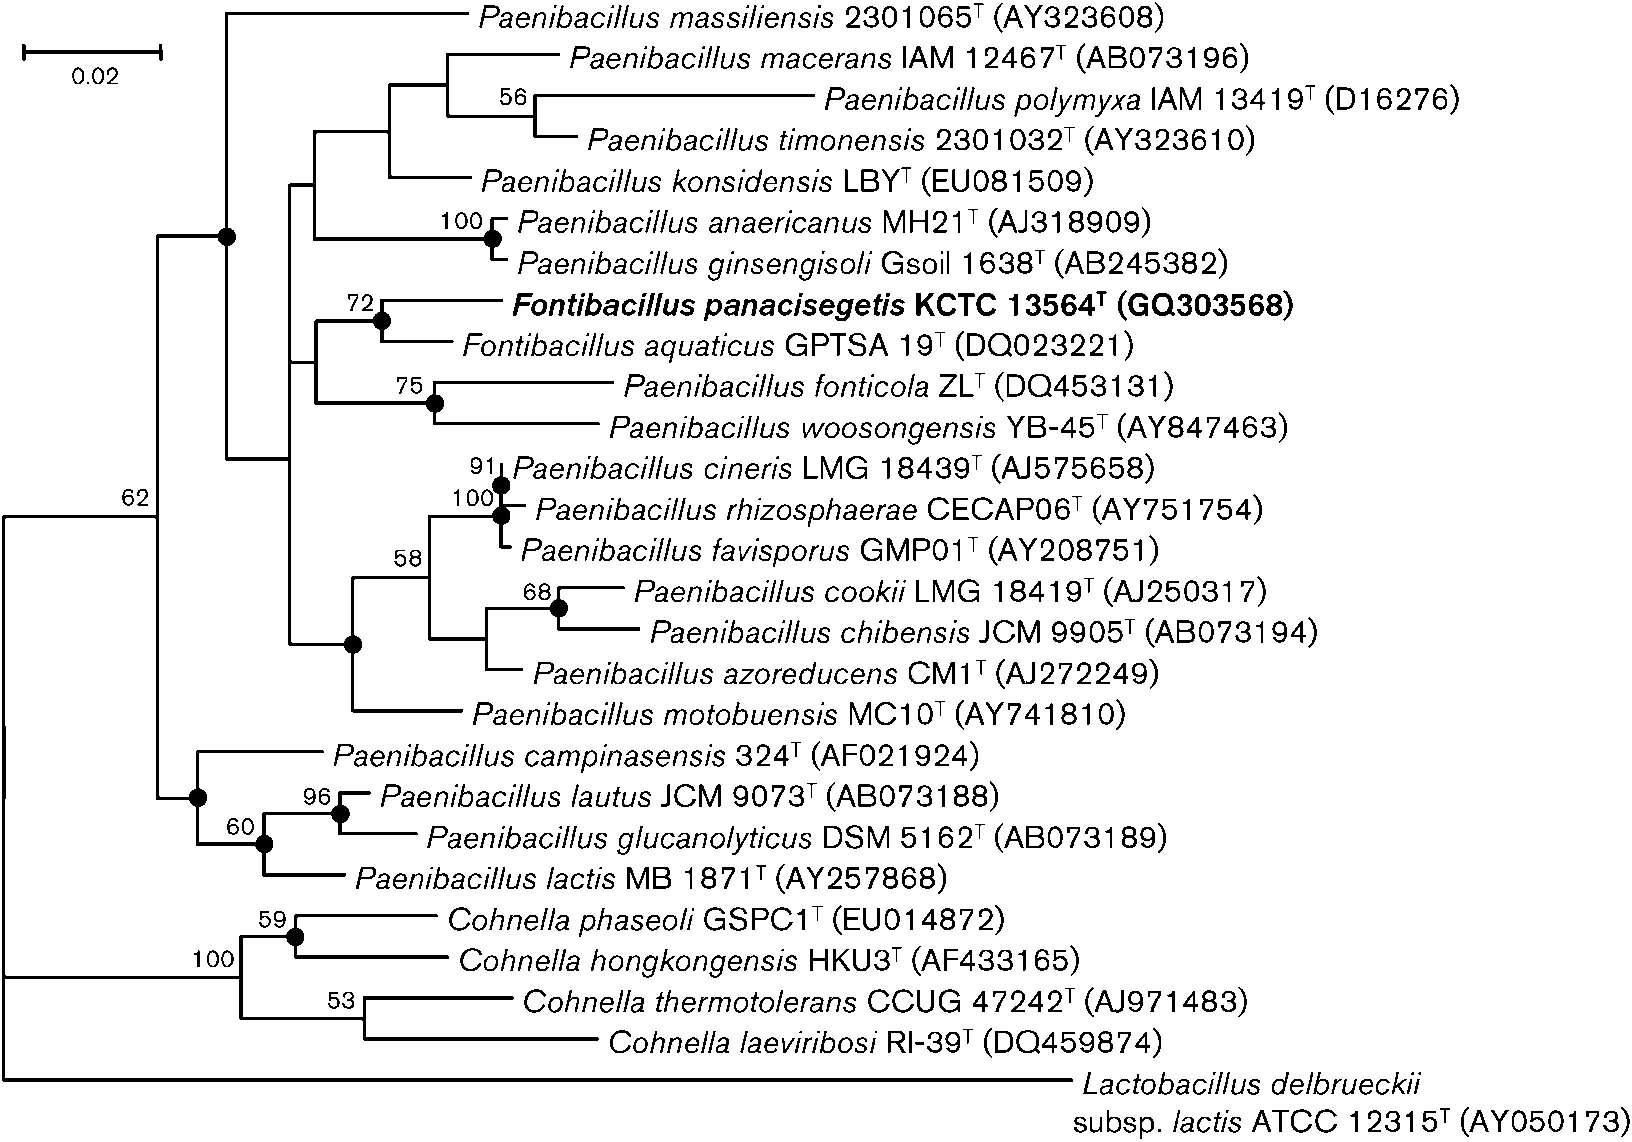 Paenibacillus massiliensis 2301065ᵀ (AY323608)
0.02
Paenibacillus macerans IAM 12467ᵀ (AB073196)
56
Paenibacillus polymyxa IAM 13419ᵀ (D16276)
Paenibacillus timonensis 2301032ᵀ (AY323610)
Paenibacillus konsidensis LBYᵀ (EU081509)
100
Paenibacillus anaericanus MH21ᵀ (AJ318909)
Paenibacillus ginsengisoli Gsoil 1638ᵀ (AB245382)
72
Fontibacillus panacisegetis KCTC 13564ᵀ (GQ303568)
Fontibacillus aquaticus GPTSA 19ᵀ (DQ023221)
75
Paenibacillus fonticola ZLᵀ (DQ453131)
Paenibacillus woosongensis YB-45ᵀ (AY847463)
91
Paenibacillus cineris LMG 18439ᵀ (AJ575658)
62
100
Paenibacillus rhizosphaerae CECAP06ᵀ (AY751754)
Paenibacillus favisporus GMP01ᵀ (AY208751)
58
68
Paenibacillus cookii LMG 18419ᵀ (AJ250317)
Paenibacillus chibensis JCM 9905ᵀ (AB073194)
Paenibacillus azoreducens CM1ᵀ (AJ272249)
Paenibacillus motobuensis MC10ᵀ (AY741810)
Paenibacillus campinasensis 324ᵀ (AF021924)
96
Paenibacillus lautus JCM 9073ᵀ (AB073188)
60
Paenibacillus glucanolyticus DSM 5162ᵀ (AB073189)
Paenibacillus lactis MB 1871ᵀ (AY257868)
59
Cohnella phaseoli GSPC1ᵀ (EU014872)
100
Cohnella hongkongensis HKU3ᵀ (AF433165)
53
Cohnella thermotolerans CCUG 47242ᵀ (AJ971483)
Cohnella laeviribosi RI-39ᵀ (DQ459874)
Lactobacillus delbrueckii
subsp. lactis ATCC 12315ᵀ (AY050173)